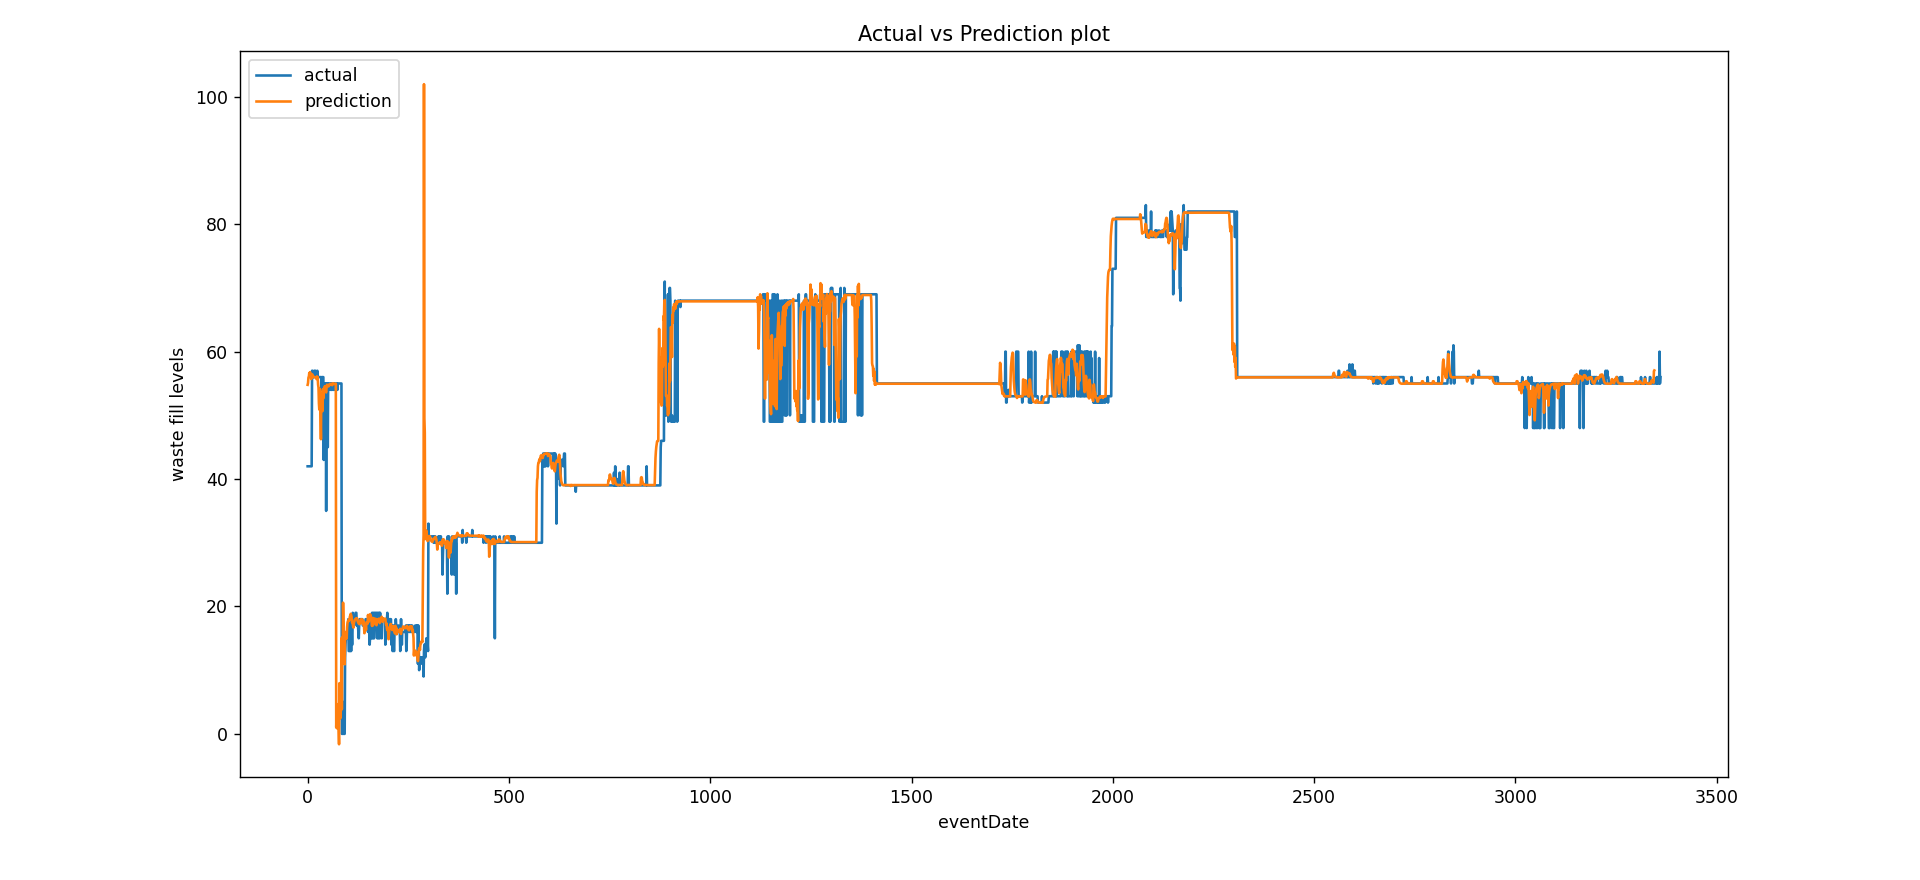 Actual vs Prediction plot
actual
prediction
100
80
60
40
20
0
waste fill levels
0 500 1000 1500 2000 2500 3000 3500
eventDate